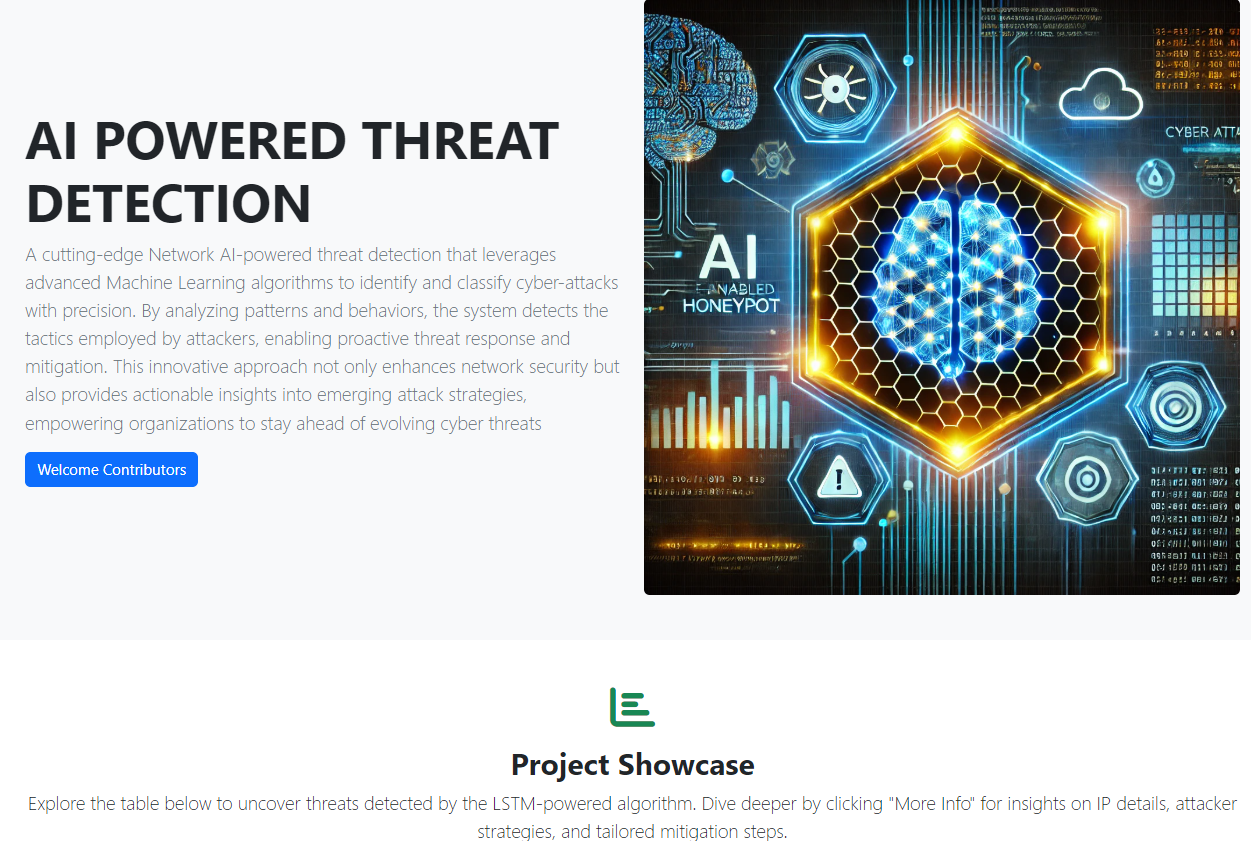 AI POWERED THREAT
DETECTION
A cutting-edge Network AI-powered threat detection that leverages
advanced Machine Learning algorithms to identify and classify cyber-attacks
with precision. By analyzing patterns and behaviors, the system detects the
tactics employed by attackers, enabling proactive threat response and
mitigation. This innovative approach not only enhances network security but
also provides actionable insights into emerging attack strategies,
empowering organizations to stay ahead of evolving cyber threats
Welcome Contributors
CYBER ATTA
AI
HONEYPOT
Project Showcase
Explore the table below to uncover threats detected by the LSTM-powered algorithm. Dive deeper by clicking "More Info" for insights on IP details, attacker
strategies, and tailored mitigation steps.